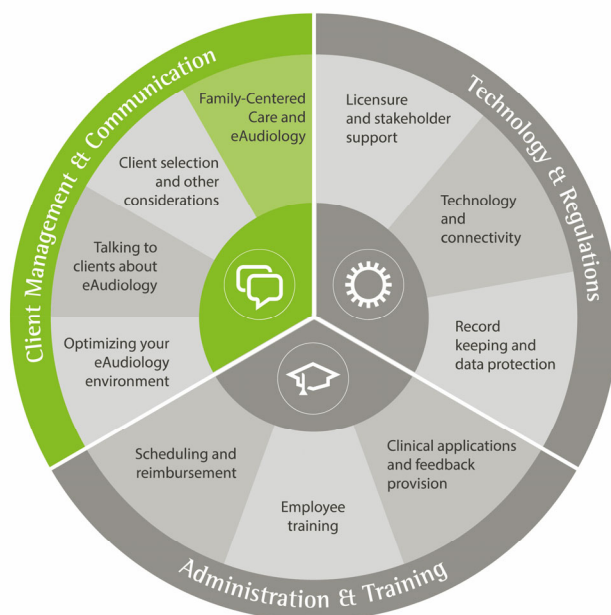 Client Management & Communication
Family-Centered
Care and
eAudiology
Client selection
and other
considerations
Talking to
clients about
eAudiology
Optimizing your
eAudiology
environment
Technology & Regulations
Licensure
and stakeholder
support
Technology
and
connectivity
Record
keeping and
data protection
Administration & Training
Clinical applications
and feedback
provision
Employee
training
Scheduling and
reimbursement